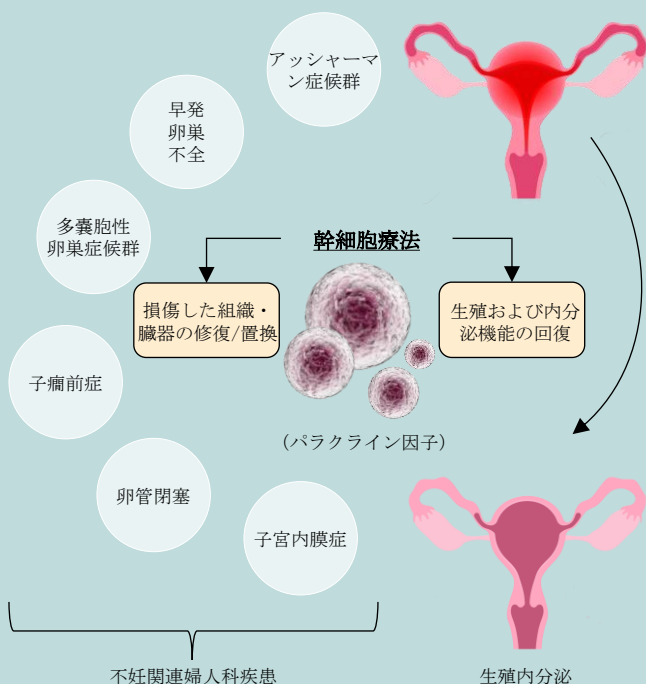 アッシャーマ
ン症候群
早発
卵巣
不全
多嚢胞性
卵巣症候群
幹細胞療法
損傷した組織・
臓器の修復/置換
生殖および内分
泌機能の回復
子癇前症
（パラクライン因子）
卵管閉塞
子宮内膜症
不妊関連婦人科疾患
生殖内分泌